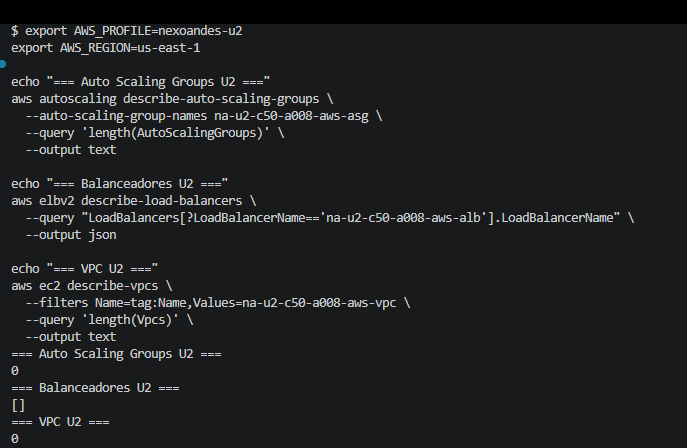 $ export AWS_PROFILE=nexoandes-u2
export AWS_REGION=us-east-1
echo "=== Auto Scaling Groups U2 ==="
aws autoscaling describe-auto-scaling-groups \
  --auto-scaling-group-names na-u2-c50-a008-aws-asg \
  --query 'length(AutoScalingGroups)' \
  --output text
echo "=== Balanceadores U2 ==="
aws elbv2 describe-load-balancers \
  --query "LoadBalancers[?LoadBalancerName=='na-u2-c50-a008-aws-alb'].LoadBalancerName" \
  --output json
echo "=== VPC U2 ==="
aws ec2 describe-vpcs \
  --filters Name=tag:Name,Values=na-u2-c50-a008-aws-vpc \
  --query 'length(Vpcs)' \
  --output text
=== Auto Scaling Groups U2 ===
0
=== Balanceadores U2 ===
[]
=== VPC U2 ===
0